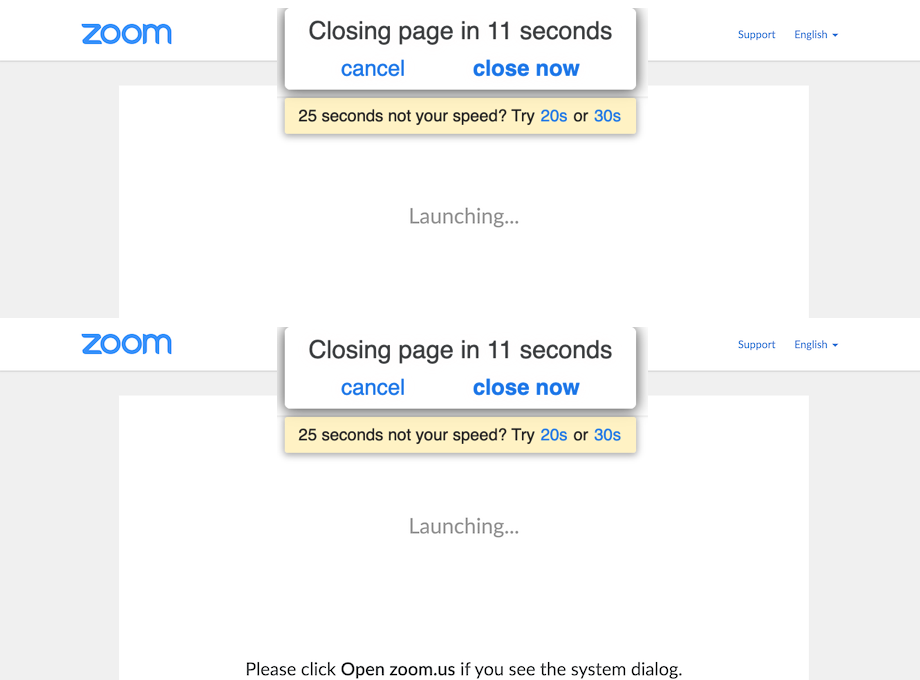 zoom
Closing page in 11 seconds
Support English
cancel close now
25 seconds not your speed? Try 20s or 30s
Launching...
zoom
Closing page in 11 seconds
Support English
cancel close now
25 seconds not your speed? Try 20s or 30s
Launching...
Please click Open zoom.us if you see the system dialog.